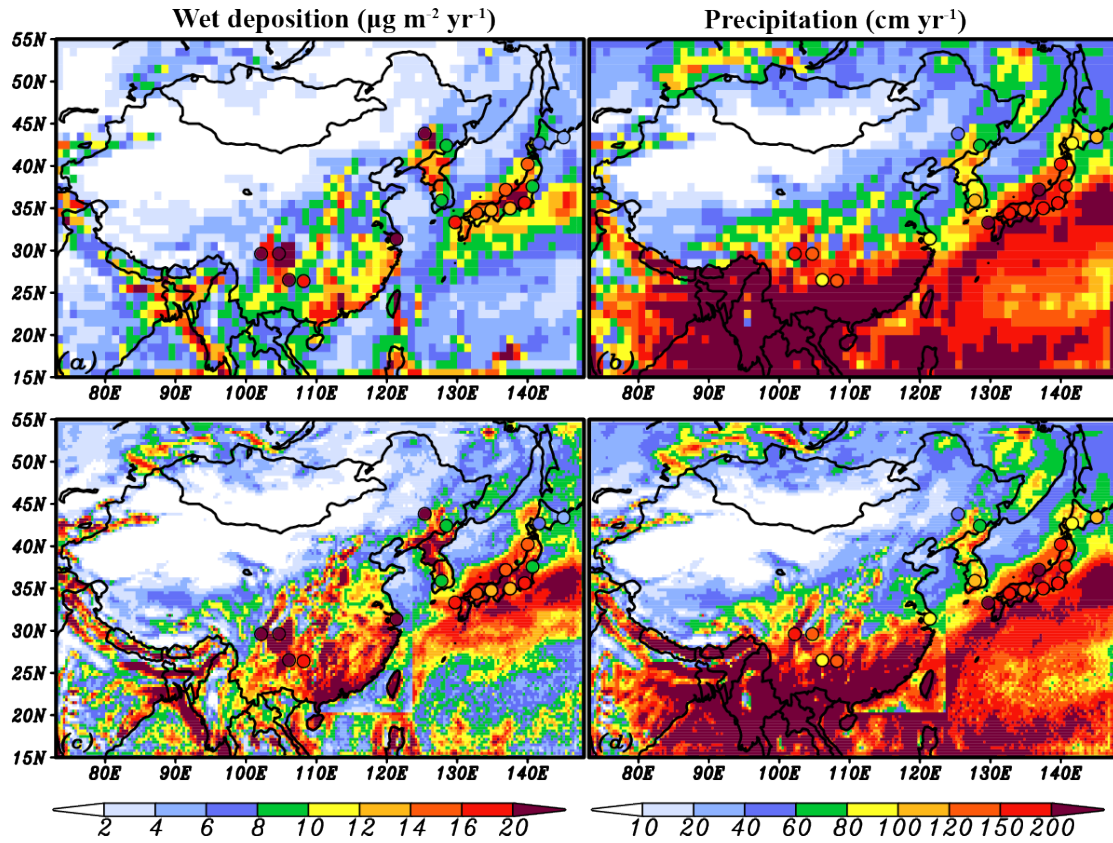 Wet deposition (µg m⁻² yr⁻¹) Precipitation (cm yr⁻¹)
55N
50N
45N
40N
35N
30N
25N
20N
15N
(a) (b)
80E 90E 100E 110E 120E 130E 140E 80E 90E 100E 110E 120E 130E 140E
55N
50N
45N
40N
35N
30N
25N
20N
15N
(c) (d)
80E 90E 100E 110E 120E 130E 140E 80E 90E 100E 110E 120E 130E 140E
2 4 6 8 10 12 14 16 20 10 20 40 60 80 100 120 150 200